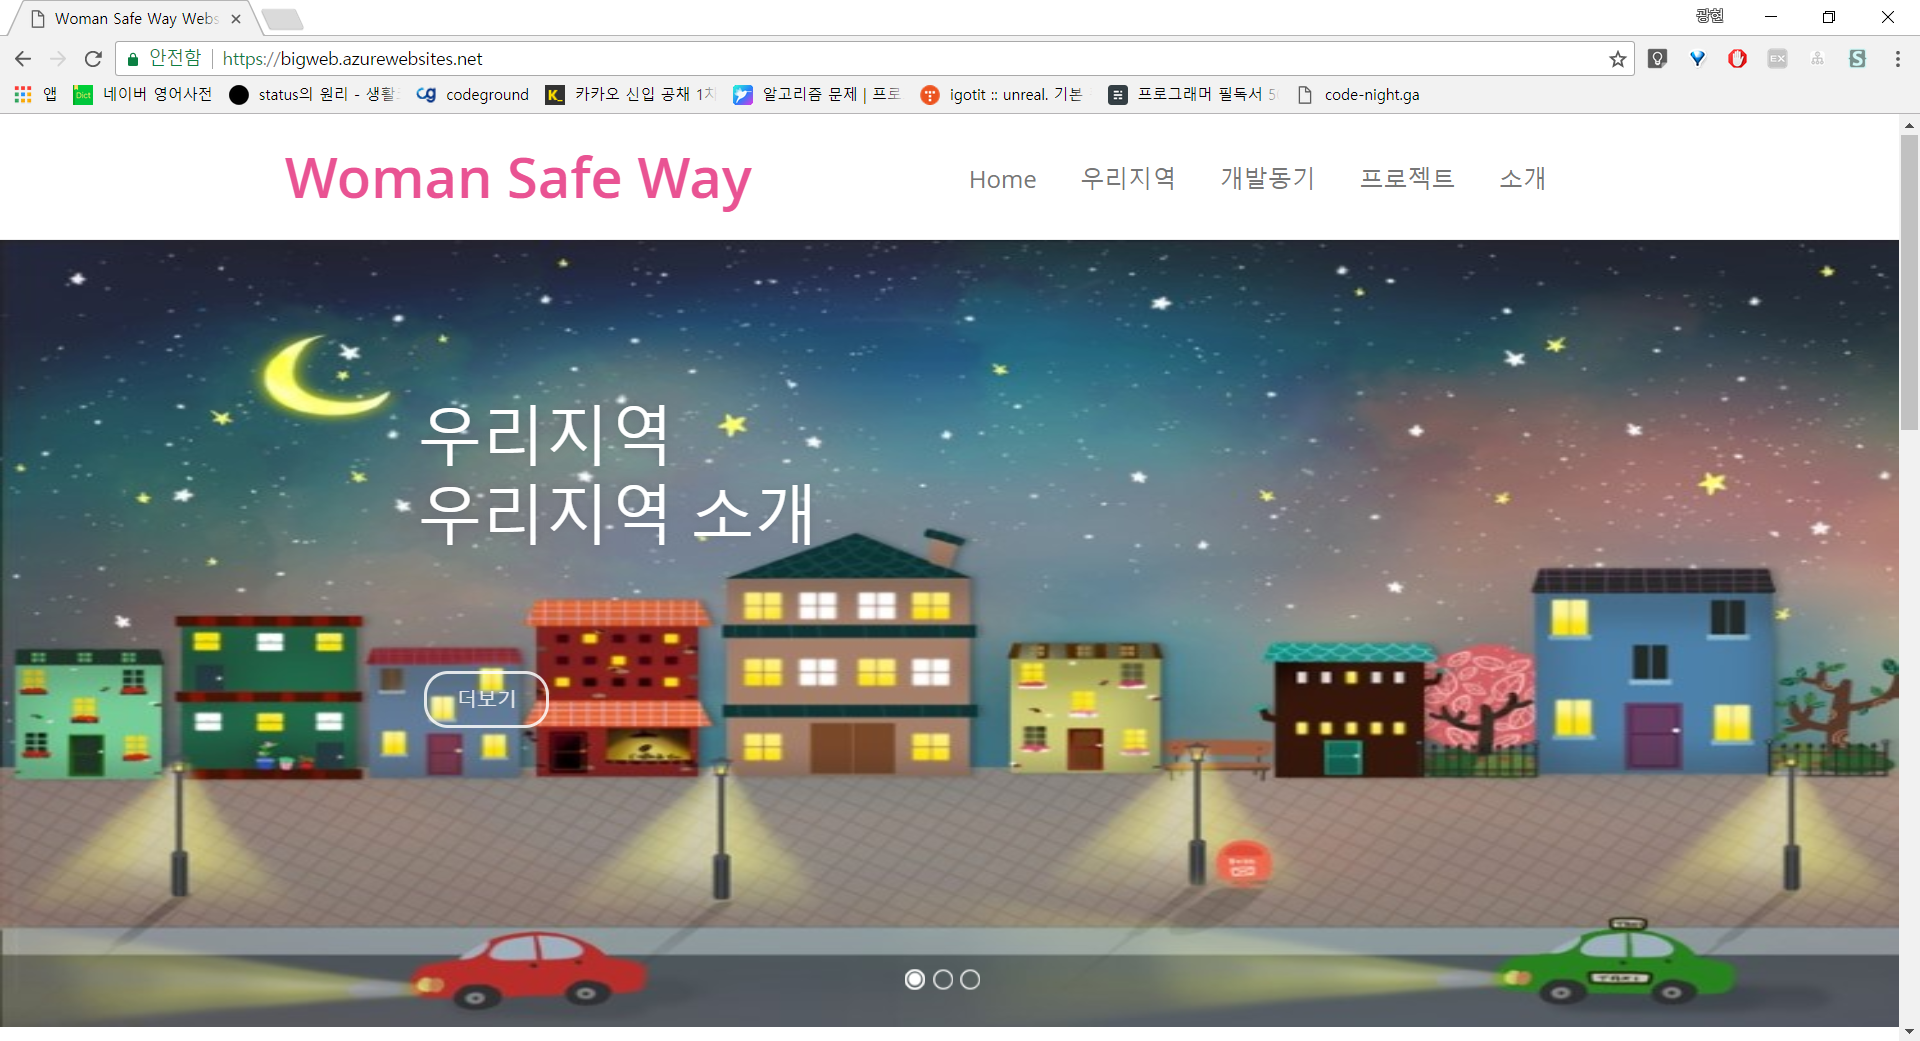 Woman Safe Way Webs
광현
안전함
https://bigweb.azurewebsites.net
앱
네이버 영어사전
status의 원리 - 생활
codeground
카카오 신입 공채 1차
알고리즘 문제 | 프로
igotit :: unreal. 기본
프로그래머 필독서 5
code-night.ga
Woman Safe Way
Home
우리지역
개발동기
프로젝트
소개
우리지역
우리지역 소개
더보기
TAXI